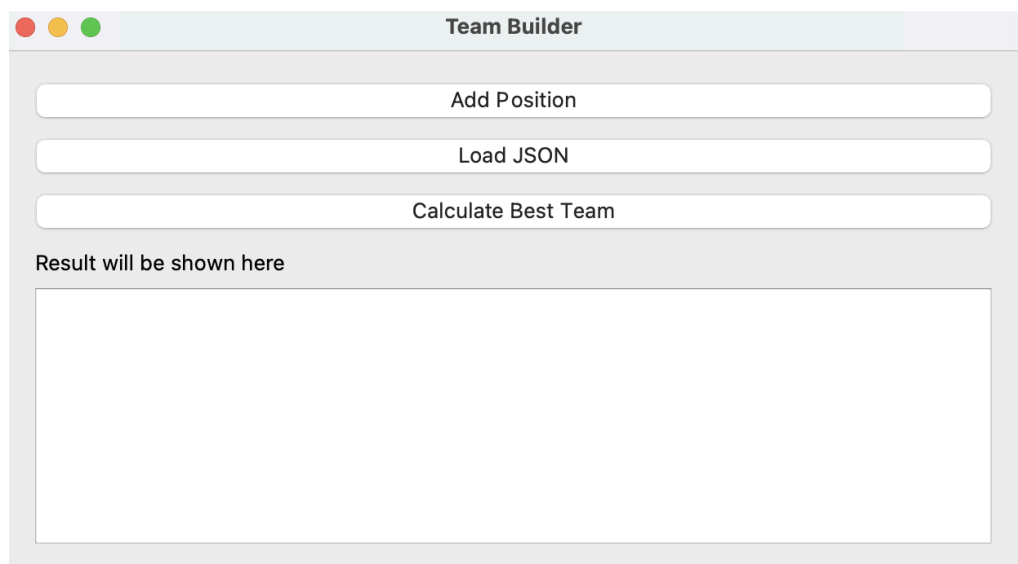 Team Builder
Add Position
Load JSON
Calculate Best Team
Result will be shown here